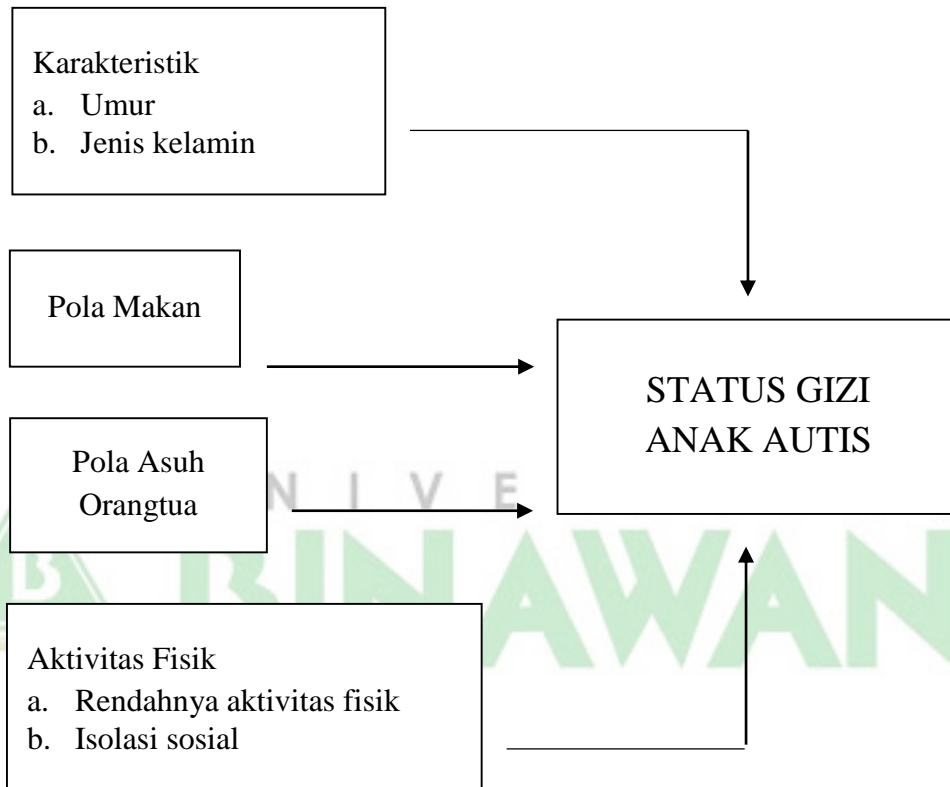 Karakteristik
a. Umur
b. Jenis kelamin
Pola Makan
STATUS GIZI
ANAK AUTIS
Pola Asuh
Orangtua
N I V E
B
BINAWAN
Aktivitas Fisik
a. Rendahnya aktivitas fisik
b. Isolasi sosial